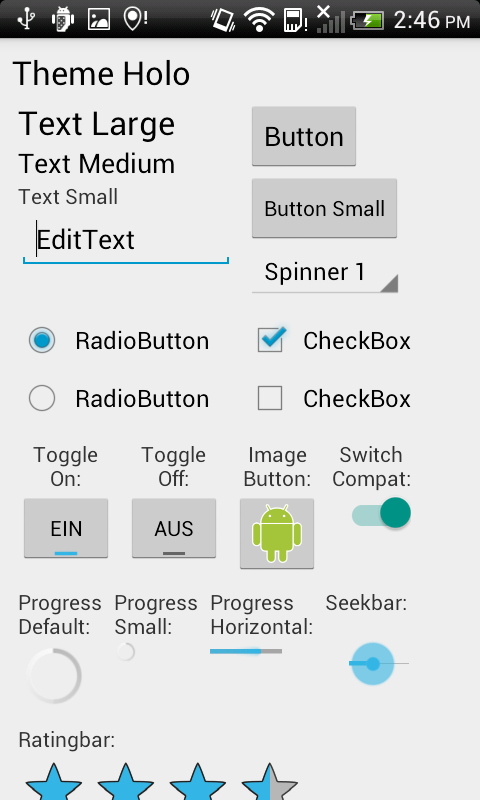 2:46 PM
Theme Holo
Text Large
Text Medium
Text Small
EditText
Button
Button Small
Spinner 1
RadioButton
CheckBox
RadioButton
CheckBox
Toggle
On:
Toggle
Off:
Image
Button:
Switch
Compat:
EIN
AUS
Progress
Default:
Progress
Small:
Progress
Horizontal:
Seekbar:
Ratingbar: